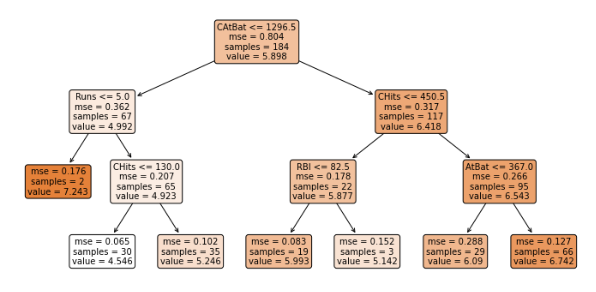 CAtBat <= 1296.5
mse = 0.804
samples = 184
value = 5.898
Runs <= 5.0
mse = 0.362
samples = 67
value = 4.992
CHits <= 450.5
mse = 0.317
samples = 117
value = 6.418
mse = 0.176
samples = 2
value = 7.243
CHits <= 130.0
mse = 0.207
samples = 65
value = 4.923
RBI <= 82.5
mse = 0.178
samples = 22
value = 5.877
AtBat <= 367.0
mse = 0.266
samples = 95
value = 6.543
mse = 0.065
samples = 30
value = 4.546
mse = 0.102
samples = 35
value = 5.246
mse = 0.083
samples = 19
value = 5.993
mse = 0.152
samples = 3
value = 5.142
mse = 0.288
samples = 29
value = 6.09
mse = 0.127
samples = 66
value = 6.742